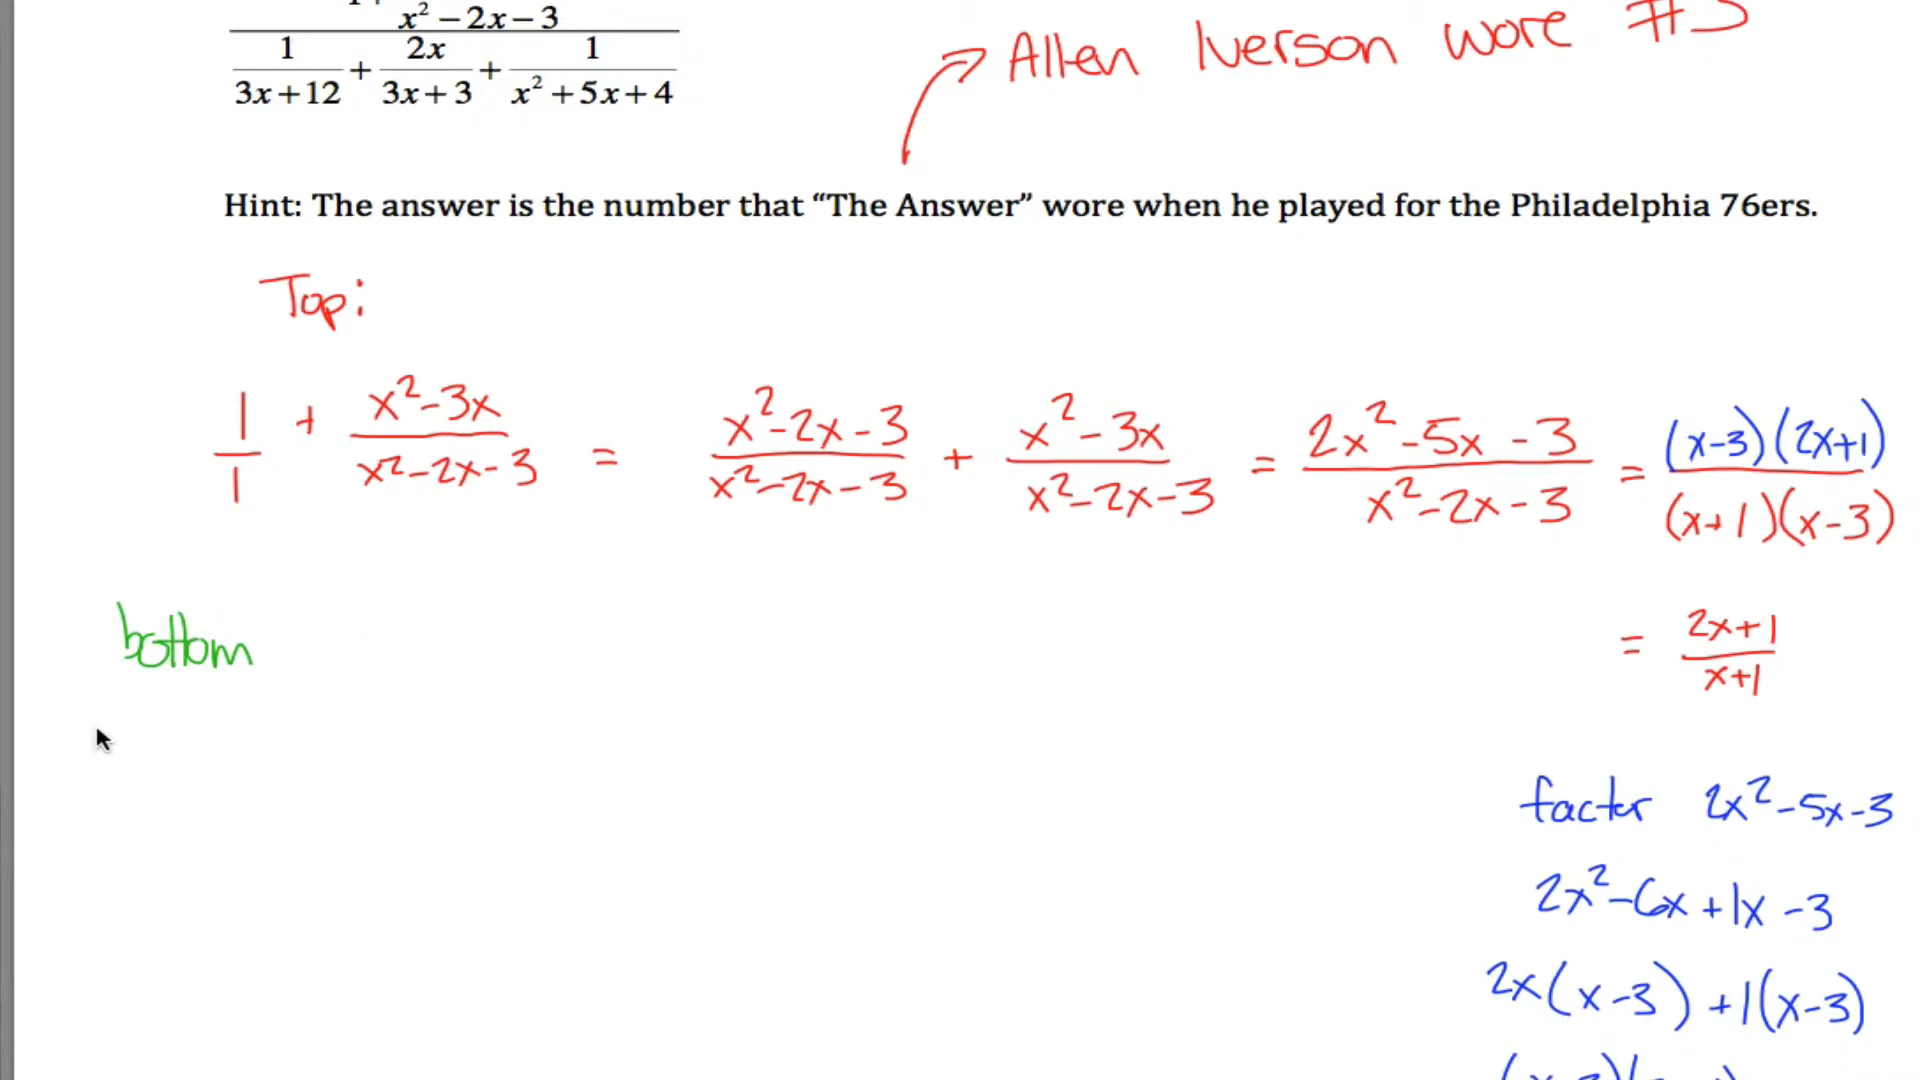 x² − 2x − 3
1/(3x + 12) + 2x/(3x + 3) + 1/(x² + 5x + 4)
Allen Iverson wore #3
Hint: The answer is the number that “The Answer” wore when he played for the Philadelphia 76ers.
Top:
1/1 + (x²-3x)/(x²-2x-3) = (x²-2x-3)/(x²-2x-3) + (x²-3x)/(x²-2x-3) = (2x²-5x-3)/(x²-2x-3) = (x-3)(2x+1)/(x+1)(x-3)
bottom
= (2x+1)/(x+1)
factor 2x²-5x-3
2x²-6x+1x-3
2x(x-3)+1(x-3)